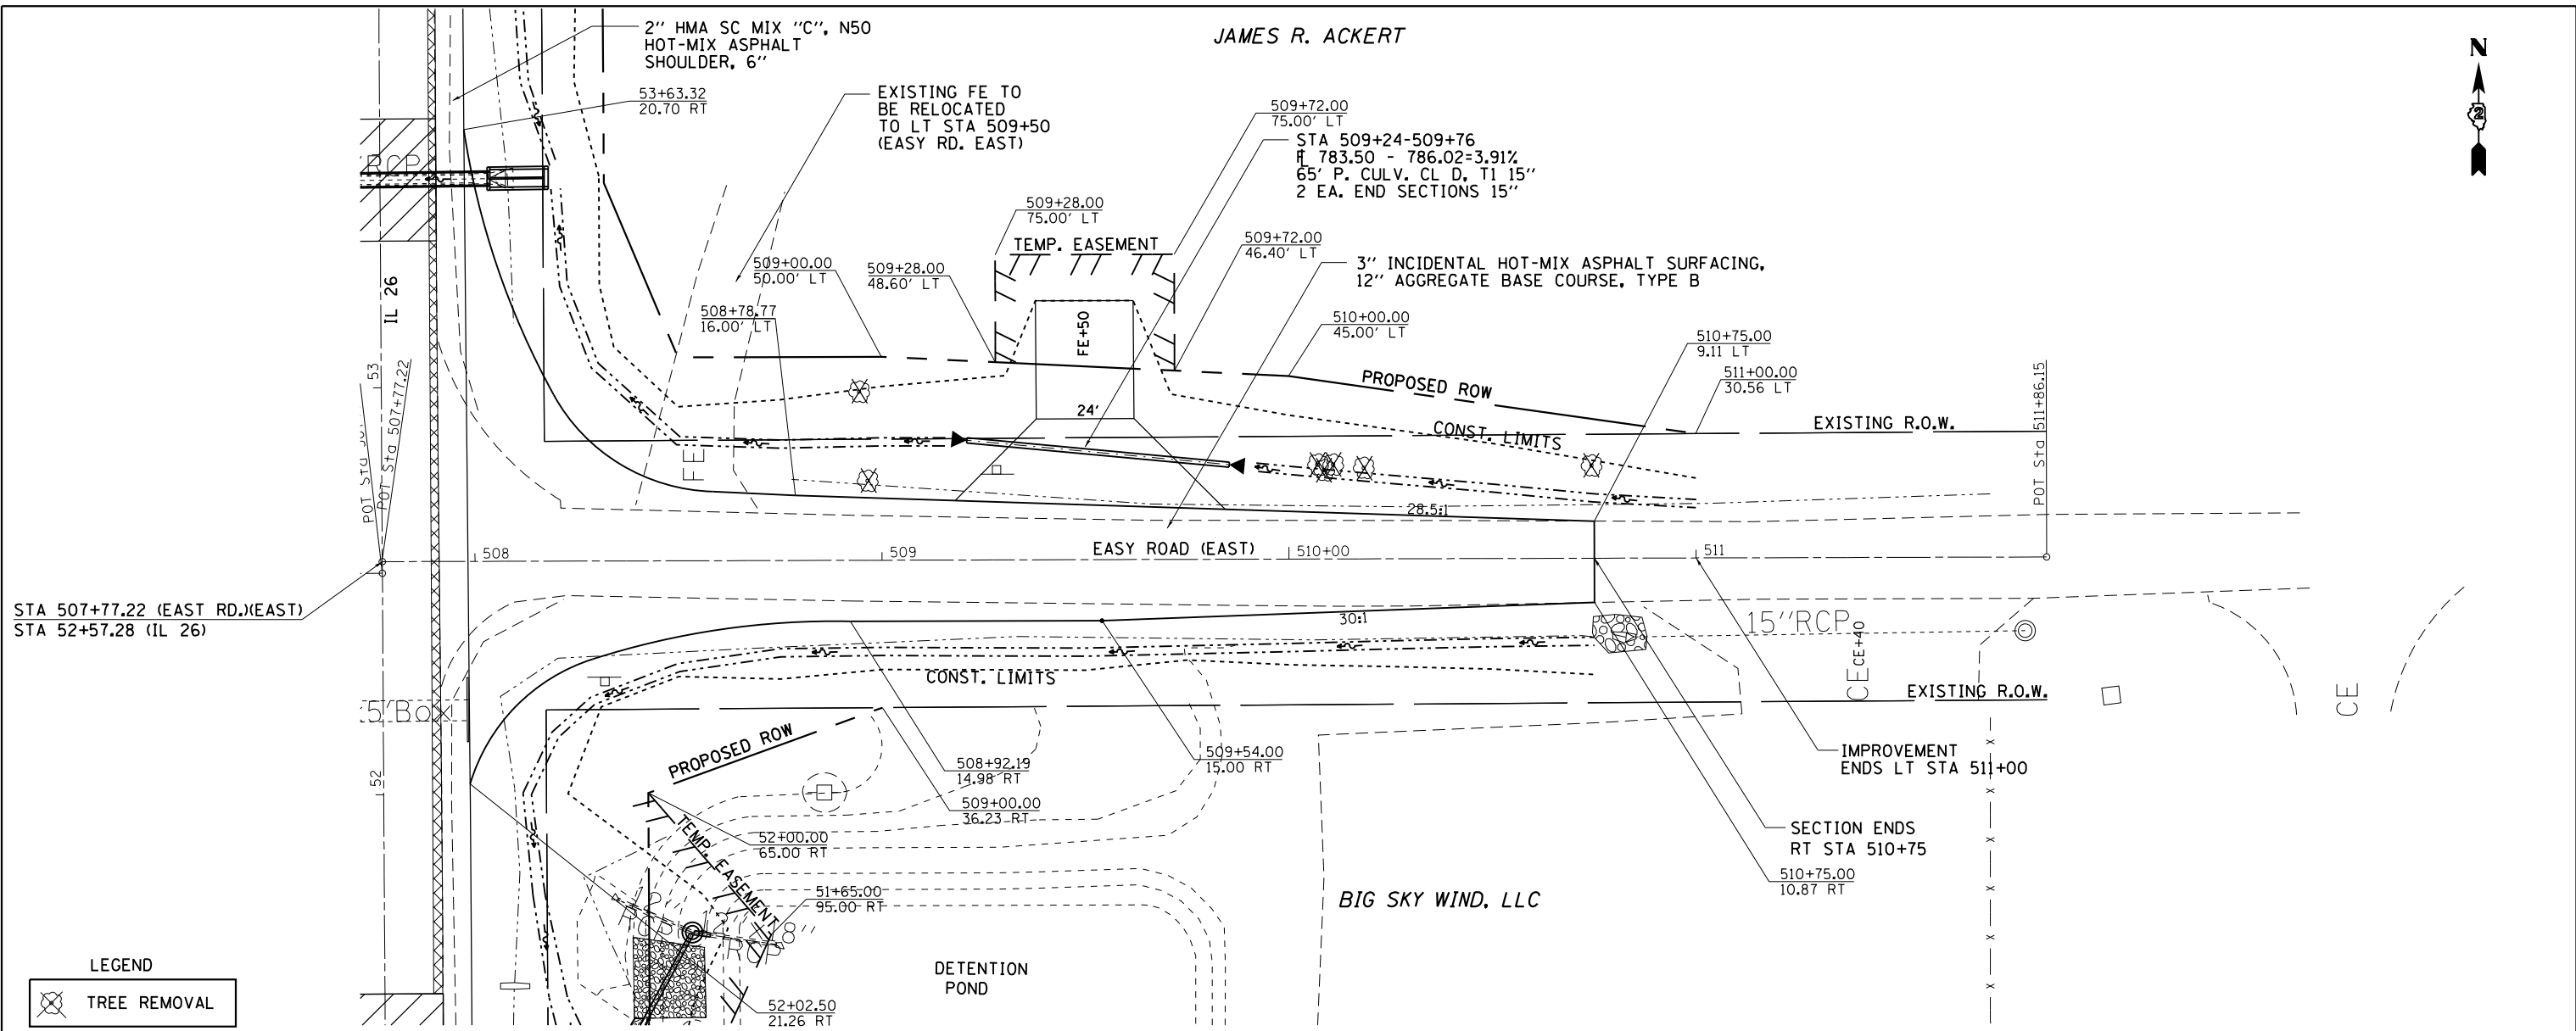 JAMES R. ACKERT
N
2
2" HMA SC MIX "C", N50
HOT-MIX ASPHALT
SHOULDER, 6"
53+63.32
20.70 RT
EXISTING FE TO
BE RELOCATED
TO LT STA 509+50
(EASY RD. EAST)
509+72.00
75.00' LT
STA 509+24-509+76
FL 783.50 - 786.02=3.91%
65' P. CULV. CL D, T1 15"
2 EA. END SECTIONS 15"
RCP
509+28.00
75.00' LT
TEMP. EASEMENT
509+72.00
46.40' LT
3" INCIDENTAL HOT-MIX ASPHALT SURFACING,
12" AGGREGATE BASE COURSE, TYPE B
509+00.00
50.00' LT
509+28.00
48.60' LT
508+78.77
16.00' LT
IL 26
FE+50
24'
510+00.00
45.00' LT
510+75.00
9.11 LT
511+00.00
30.56 LT
PROPOSED ROW
EXISTING R.O.W.
CONST. LIMITS
POT Sta 511+86.15
53
POT Sta
POT Sta 507+77.22
FE
28.5:1
508
509
EASY ROAD (EAST)
510+00
511
STA 507+77.22 (EAST RD.)(EAST)
STA 52+57.28 (IL 26)
30:1
15"RCP
CE
CE+40
CONST. LIMITS
EXISTING R.O.W.
CE
5'Box
PROPOSED ROW
52
508+92.19
14.98 RT
509+54.00
15.00 RT
509+00.00
36.23 RT
IMPROVEMENT
ENDS LT STA 511+00
SECTION ENDS
RT STA 510+75
510+75.00
10.87 RT
52+00.00
65.00 RT
TEMP. EASEMENT
51+65.00
95.00 RT
BIG SKY WIND, LLC
DETENTION
POND
52+02.50
21.26 RT
LEGEND
TREE REMOVAL